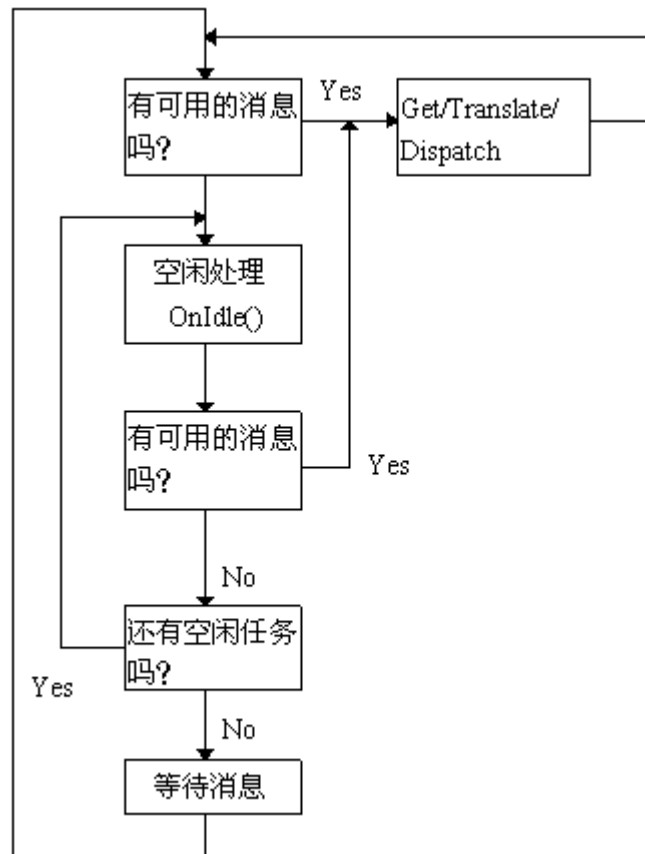 有可用的消息
吗?
Yes
Get/Translate/
Dispatch
空闲处理
OnIdle()
有可用的消息
吗?
Yes
No
还有空闲任务
吗?
Yes
No
等待消息